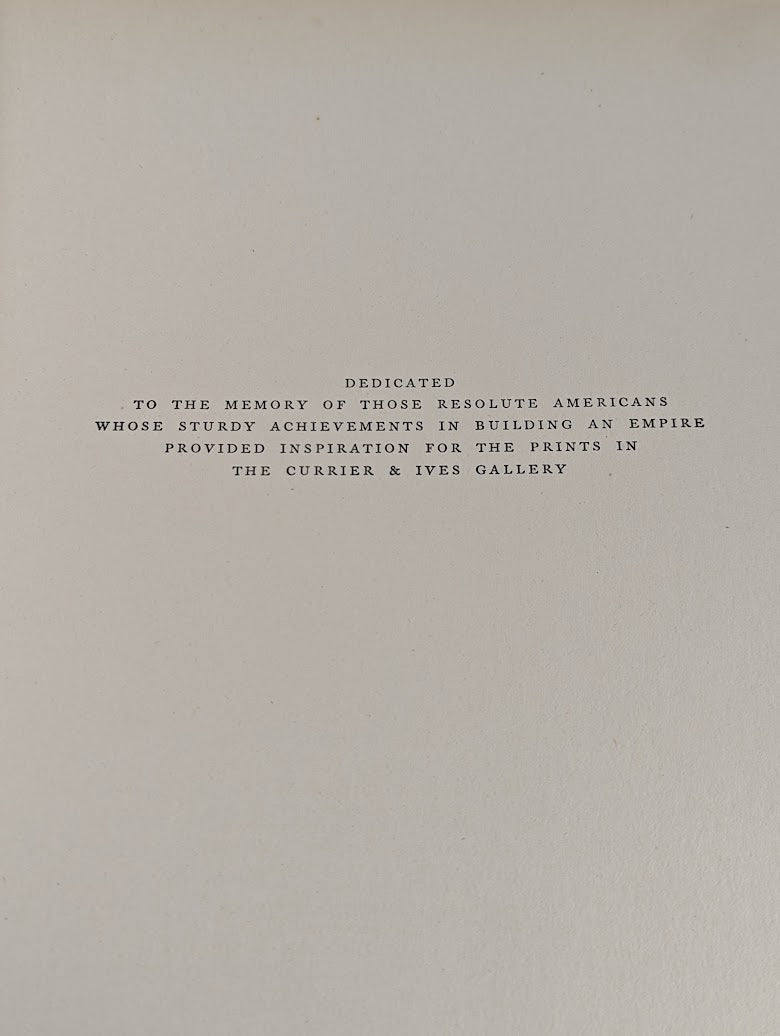 DEDICATED
TO THE MEMORY OF THOSE RESOLUTE AMERICANS
WHOSE STURDY ACHIEVEMENTS IN BUILDING AN EMPIRE
PROVIDED INSPIRATION FOR THE PRINTS IN
THE CURRIER & IVES GALLERY